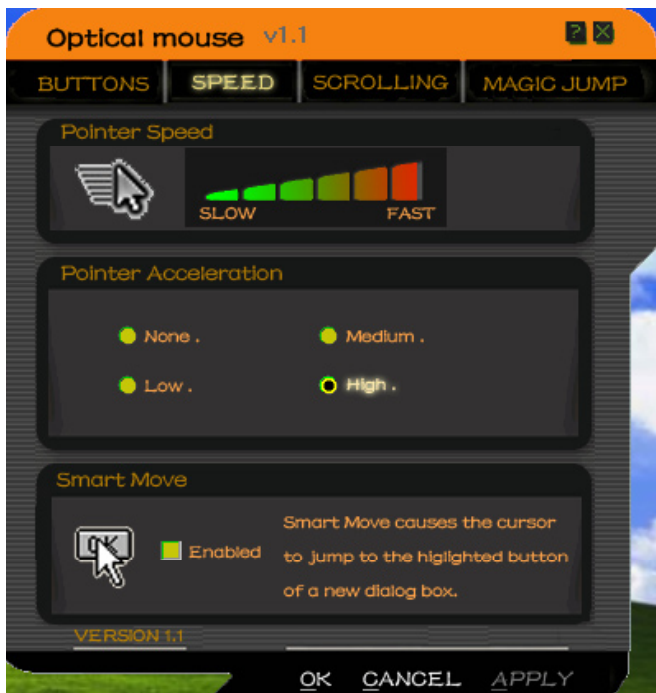 Optical mouse v1.1
BUTTONS SPEED SCROLLING MAGIC JUMP
Pointer Speed
SLOW FAST
Pointer Acceleration
None . Medium .
Low . High .
Smart Move
OK
Enabled
Smart Move causes the cursor
to jump to the higlighted button
of a new dialog box.
VERSION 1.1
OK CANCEL APPLY